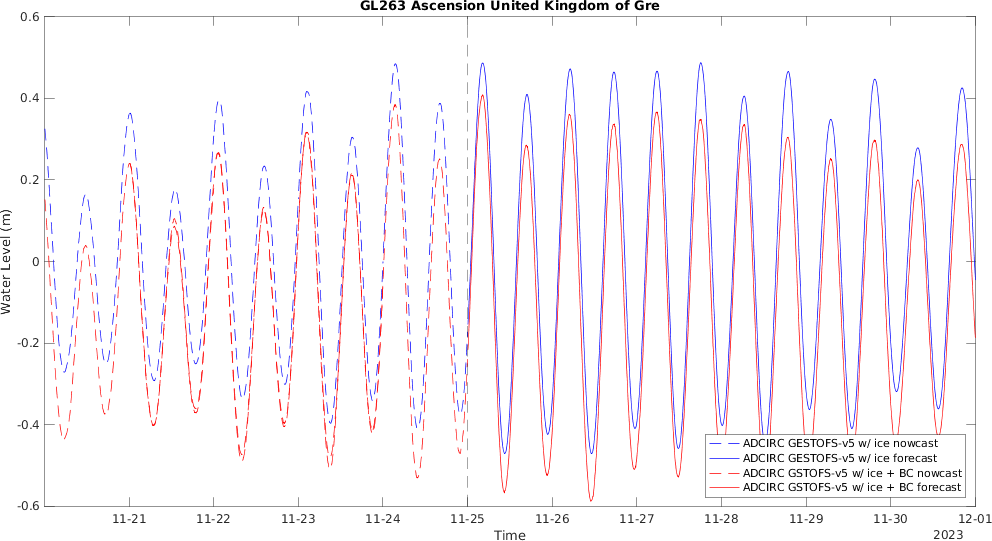 GL263 Ascension United Kingdom of Gre
0.6
0.4
0.2
0
-0.2
-0.4
-0.6
Water Level (m)
ADCIRC GESTOFS-v5 w/ ice nowcast
ADCIRC GESTOFS-v5 w/ ice forecast
ADCIRC GSTOFS-v5 w/ ice + BC nowcast
ADCIRC GSTOFS-v5 w/ ice + BC forecast
11-21 11-22 11-23 11-24 11-25 11-26 11-27 11-28 11-29 11-30 12-01
Time
2023